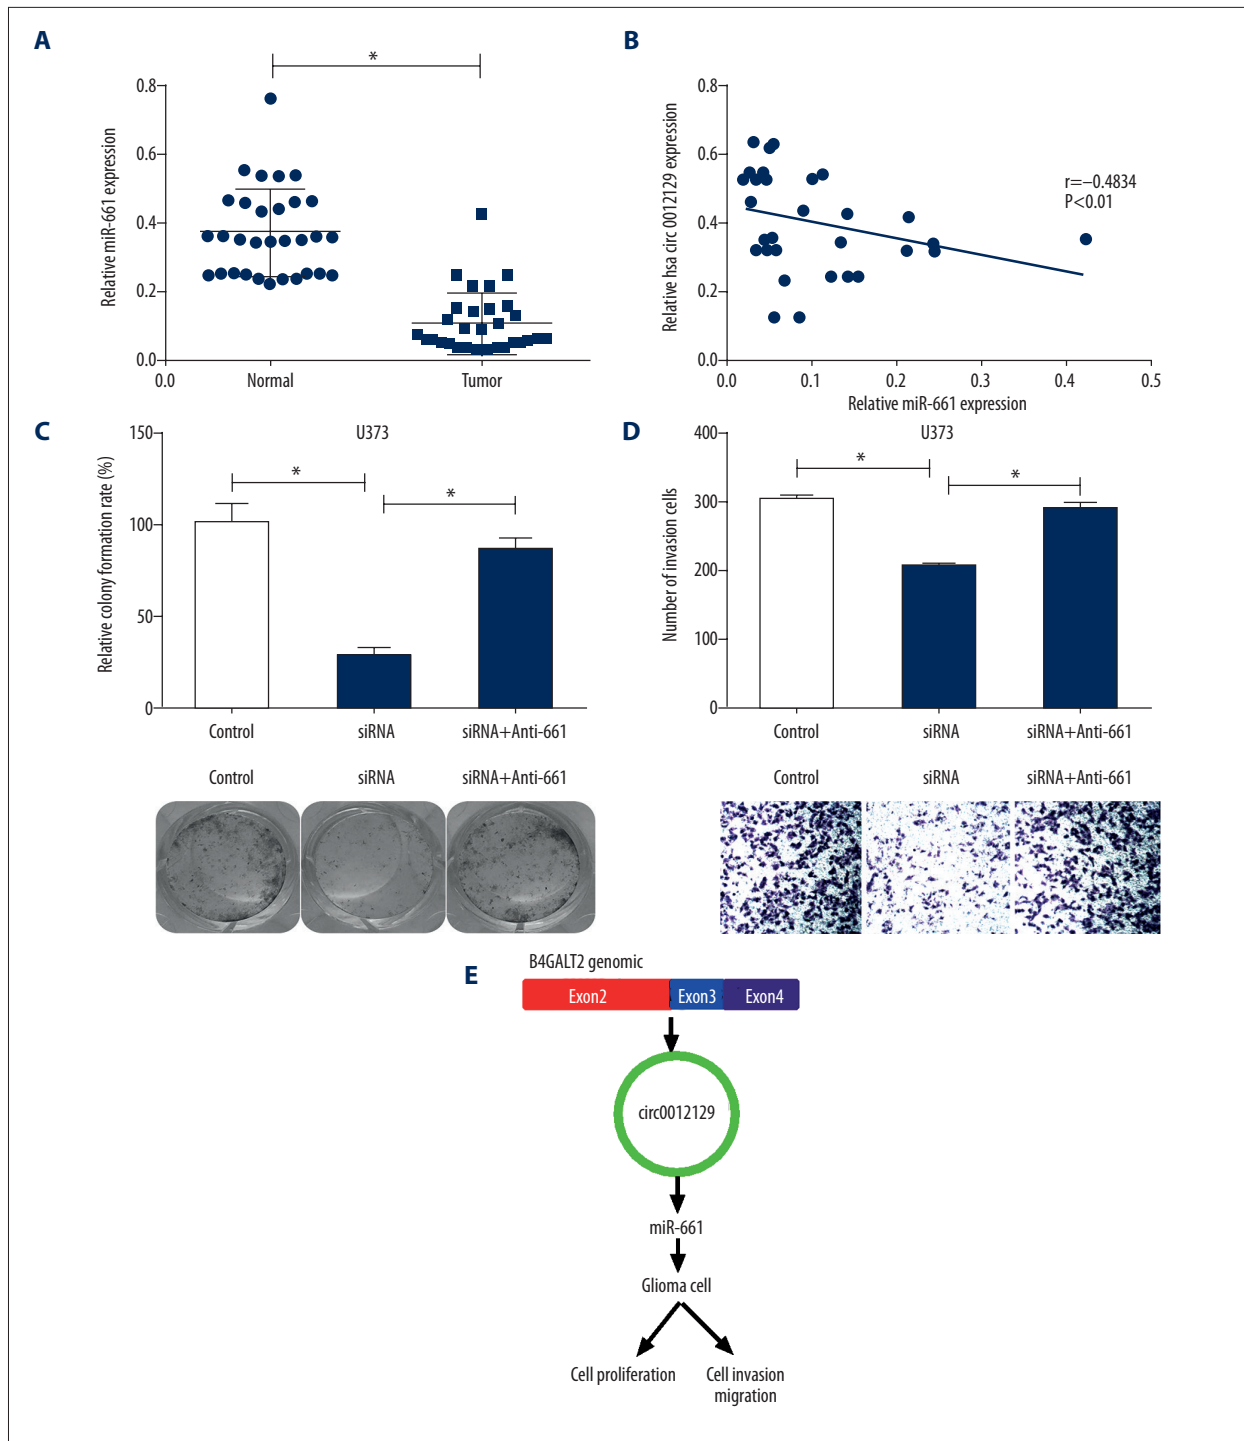 A
*
Relative miR-661 expression
0.8
0.6
0.4
0.2
0.0
0.0
Normal
Tumor
B
Relative hsa circ 0012129 expression
0.8
0.6
0.4
0.2
0.0
r=–0.4834
P<0.01
0.0
0.1
0.2
0.3
0.4
0.5
Relative miR-661 expression
C
U373
Relative colony formation rate (%)
150
100
50
0
*
*
Control
siRNA
siRNA+Anti-661
Control
siRNA
siRNA+Anti-661
D
U373
Number of invasion cells
400
300
200
100
0
*
*
Control
siRNA
siRNA+Anti-661
Control
siRNA
siRNA+Anti-661
E
B4GALT2 genomic
Exon2
Exon3
Exon4
circ0012129
miR-661
Glioma cell
Cell proliferation
Cell invasion
migration